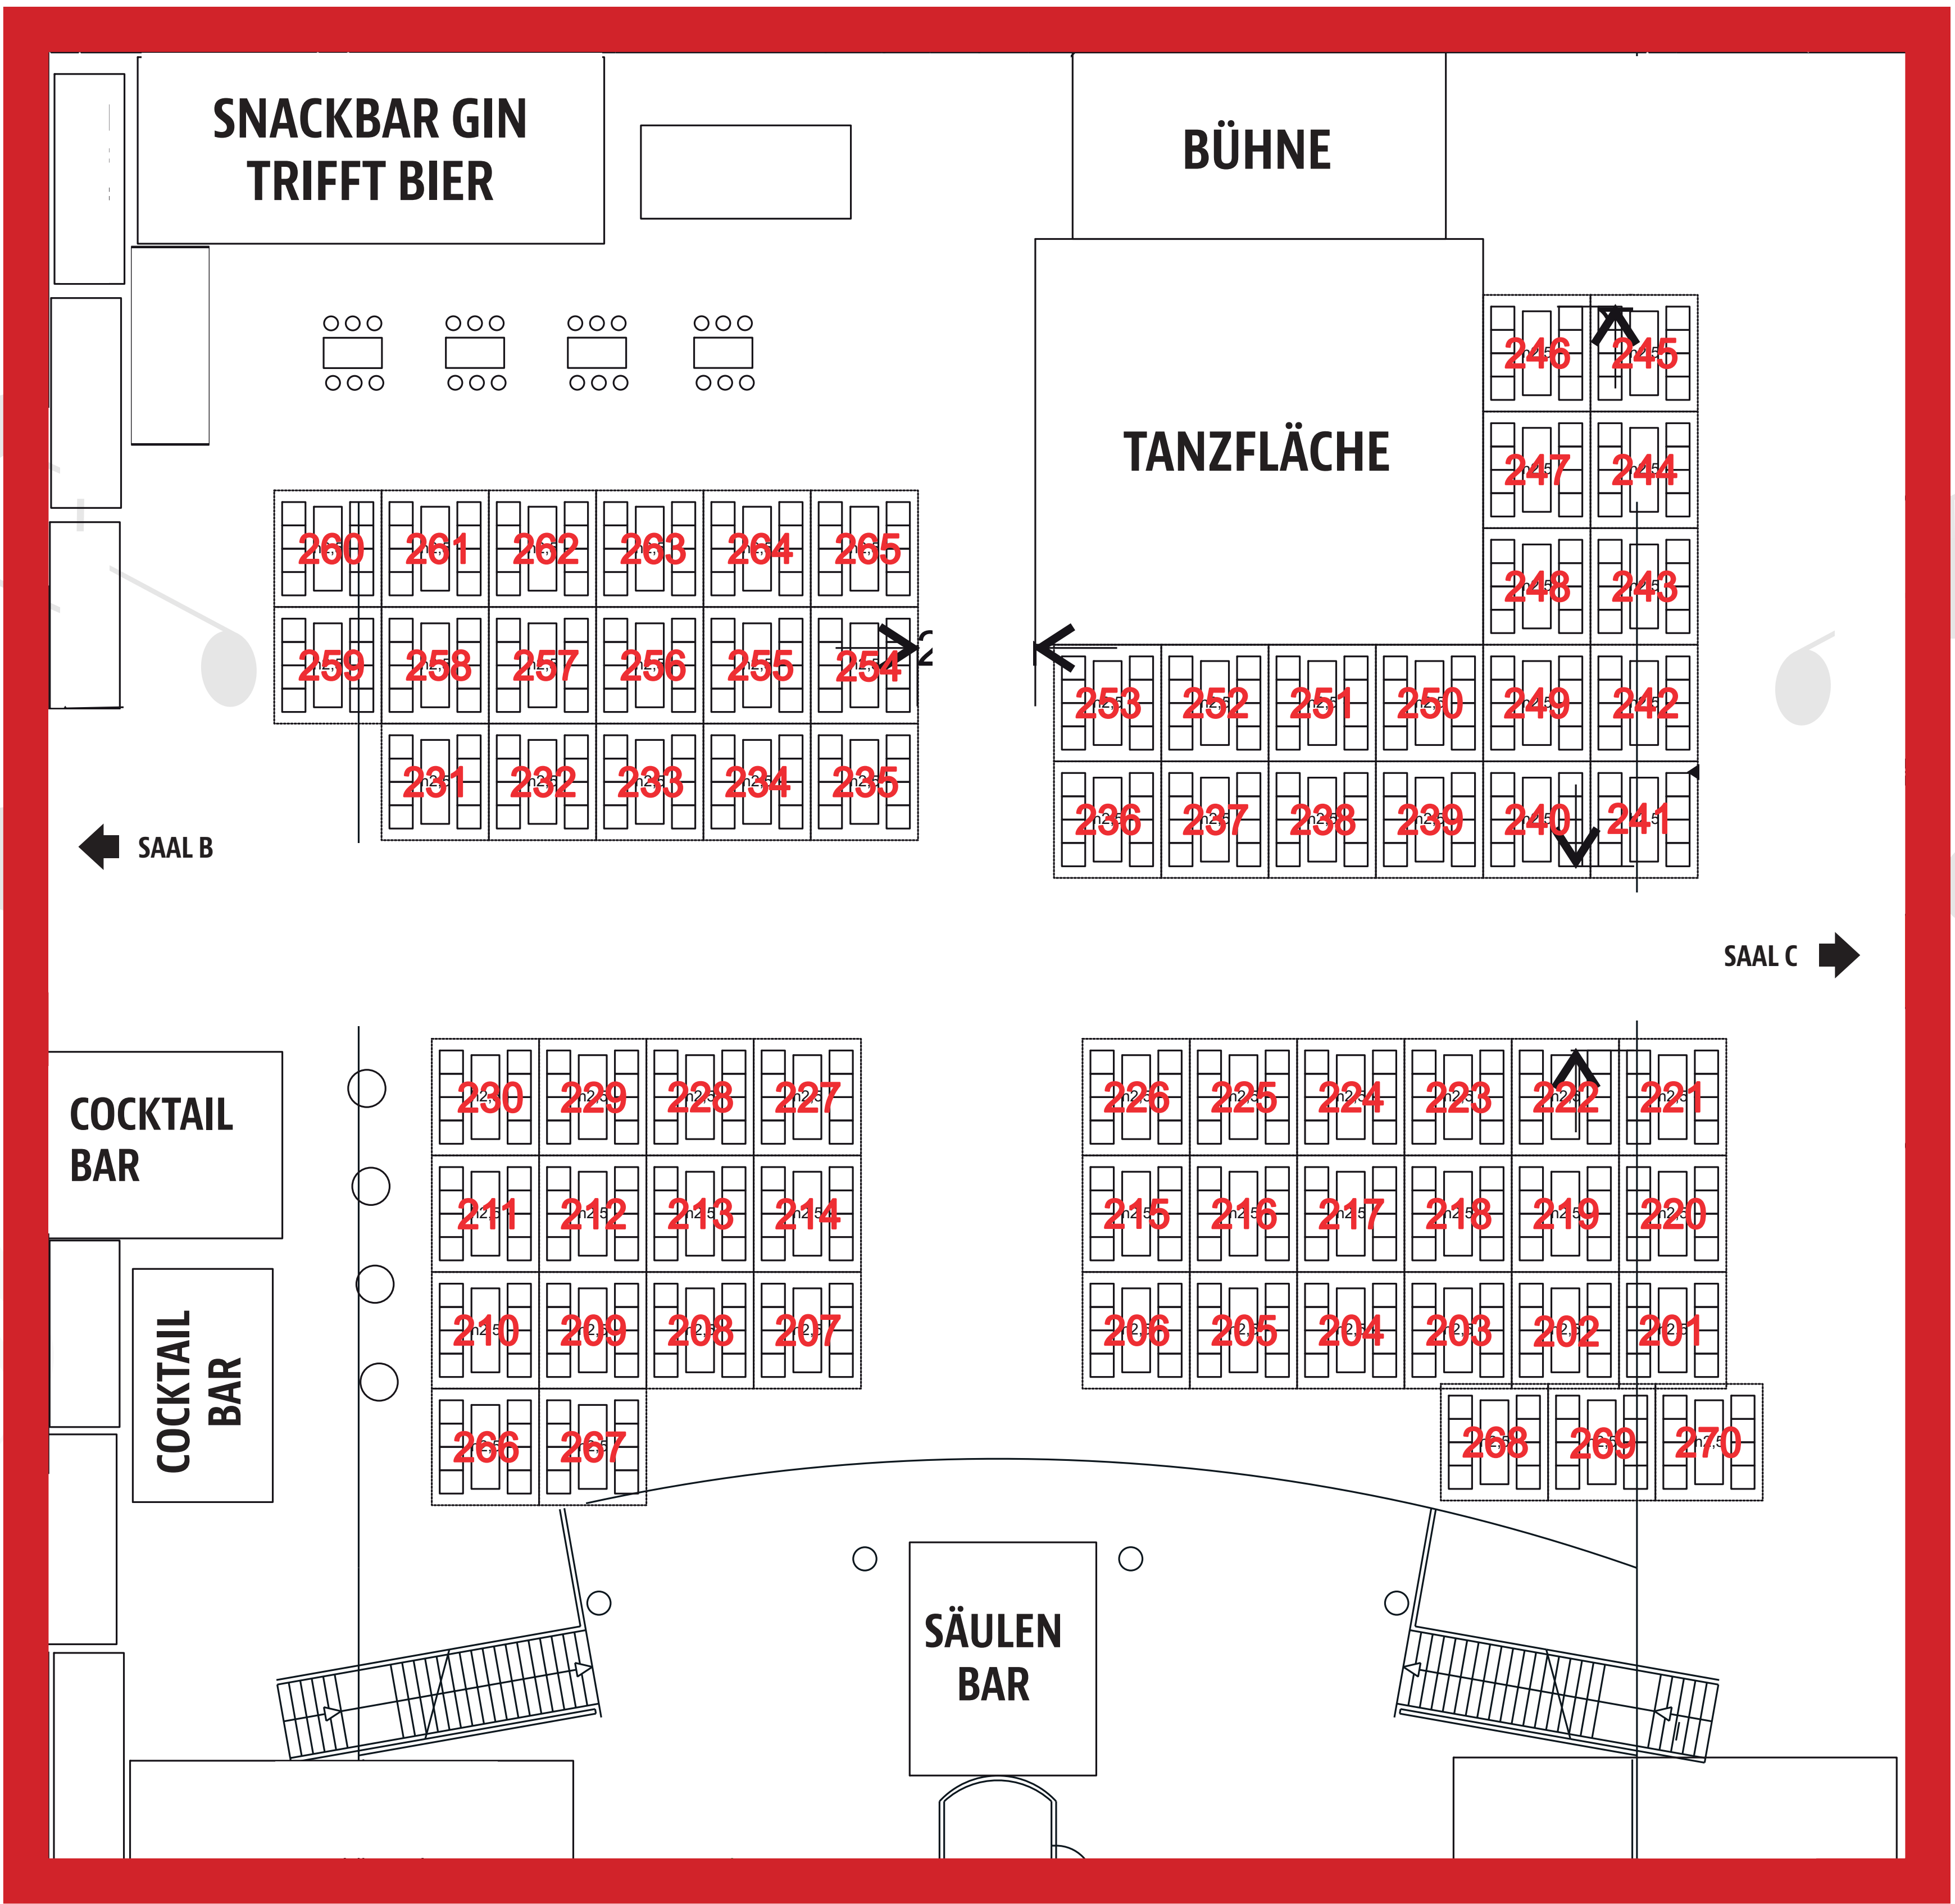 SNACKBAR GIN
TRIFFT BIER
BÜHNE
TANZFLÄCHE
246 245
247 244
248 243
260 261 262 263 264 265
259 258 257 256 255 254
253 252 251 250 249 242
231 232 233 234 235
236 237 238 239 240 241
SAAL B
SAAL C
COCKTAIL
BAR
230 229 228 227
226 225 224 223 222 221
211 212 213 214
215 216 217 218 219 220
210 209 208 207
206 205 204 203 202 201
COCKTAIL
BAR
266 267
268 269 270
SÄULEN
BAR